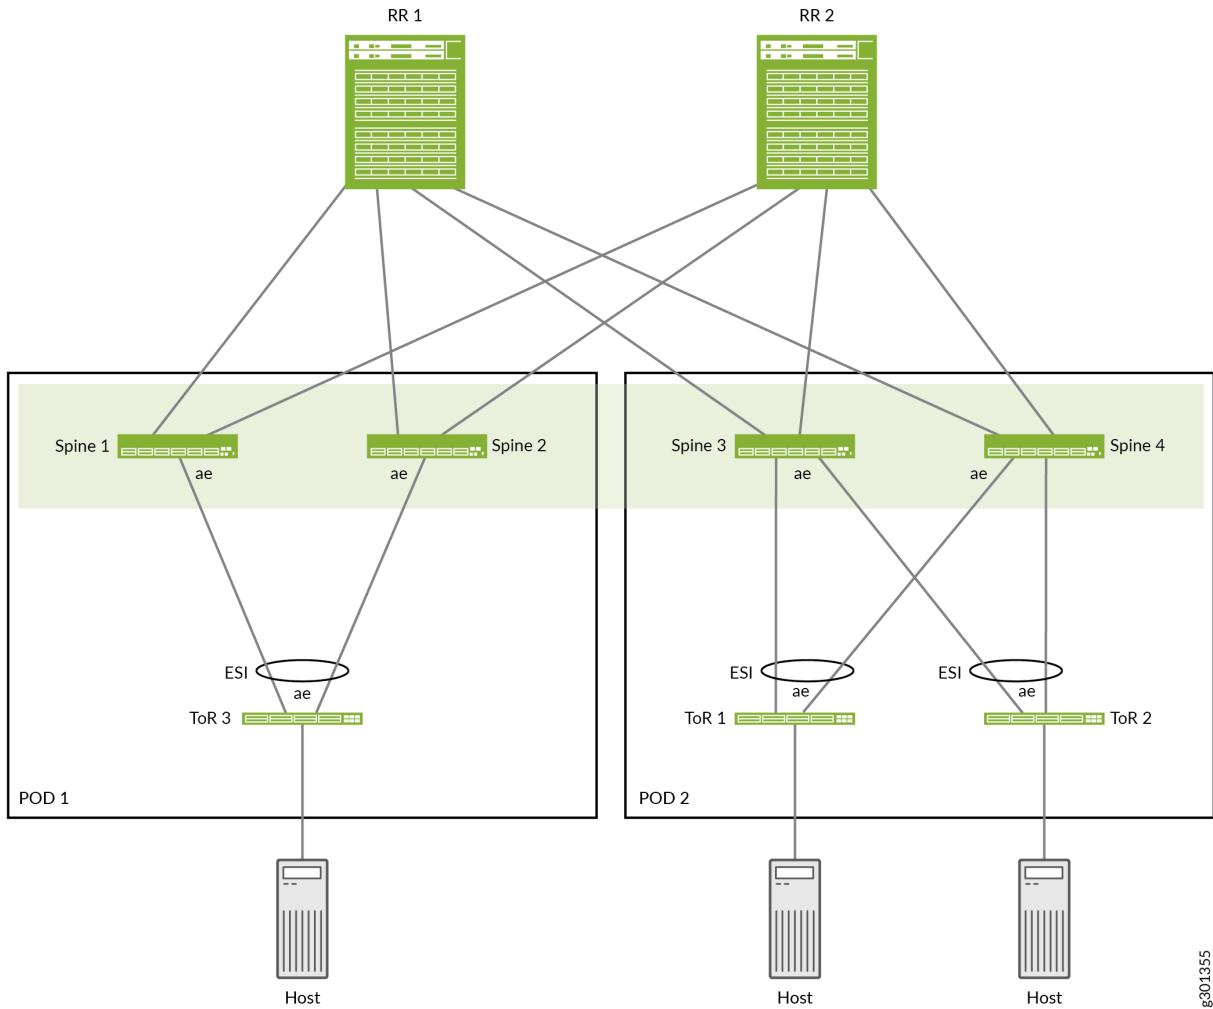 RR 1
RR 2
Spine 1
Spine 2
Spine 3
Spine 4
ae
ae
ae
ae
ESI
ESI
ESI
ae
ae
ae
ToR 3
ToR 1
ToR 2
POD 1
POD 2
Host
Host
Host
g301355